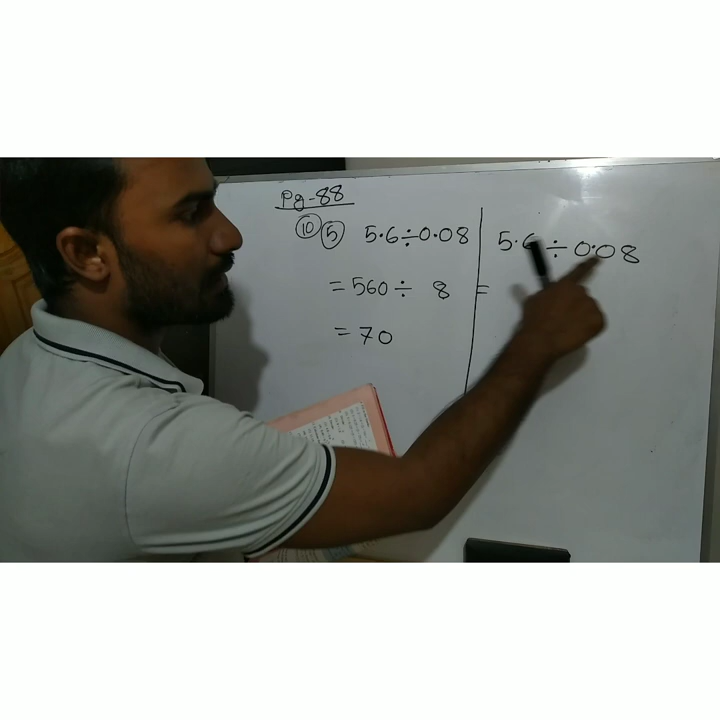 Pg-88
10 5 5.6÷0.08
=560÷ 8
=70
5.6÷0.08
=